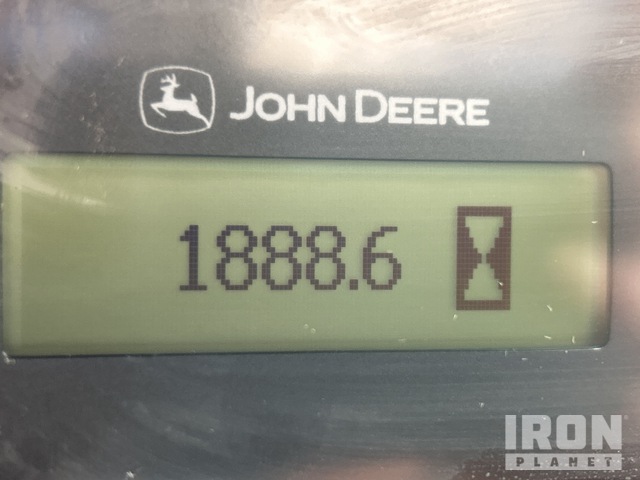 JOHN DEERE
1888.6
IRON
PLANET